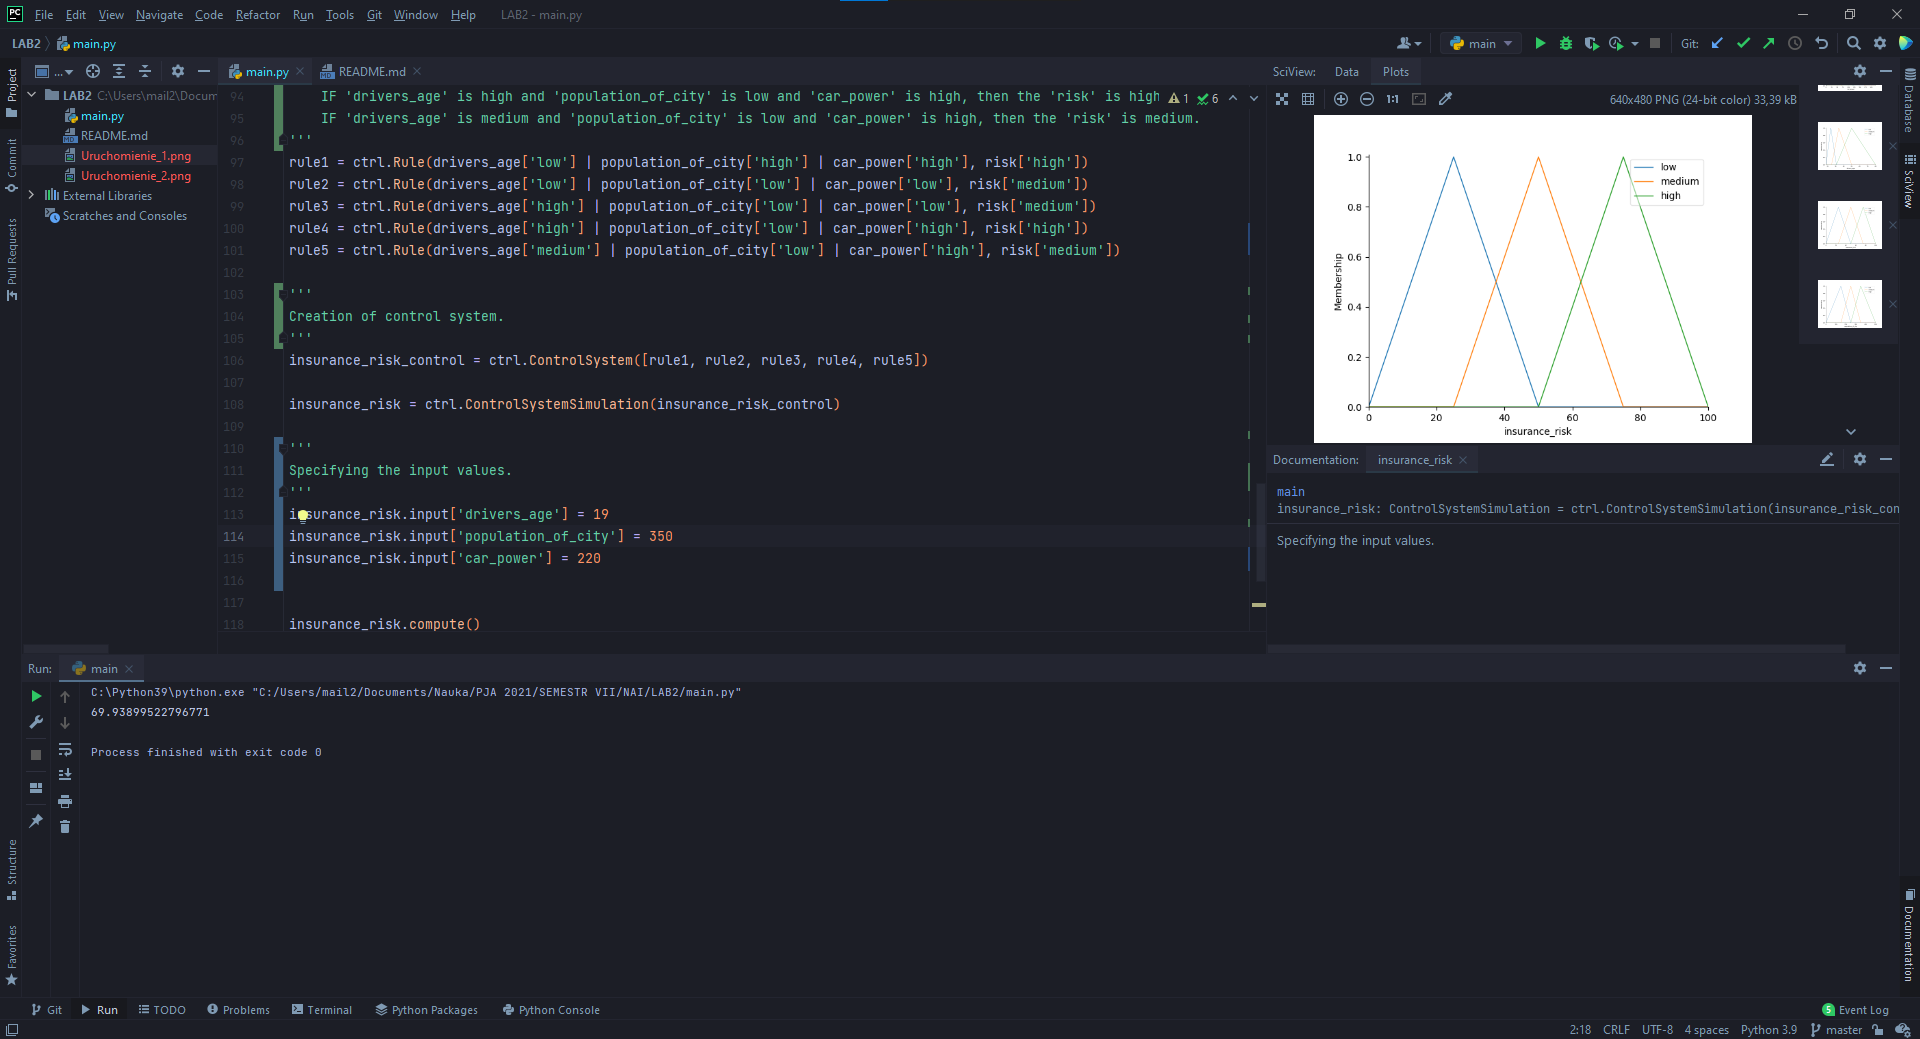 PC File Edit View Navigate Code Refactor Run Tools Git Window Help LAB2 - main.py
LAB2 main.py
main
Git:
Project
Commit
Pull Requests
Structure
Favorites
...
LAB2 C:\Users\mail2\Docum
main.py
README.md
Uruchomienie_1.png
Uruchomienie_2.png
External Libraries
Scratches and Consoles
main.py README.md
1 6
94 IF 'drivers_age' is high and 'population_of_city' is low and 'car_power' is high, then the 'risk' is high
95 IF 'drivers_age' is medium and 'population_of_city' is low and 'car_power' is high, then the 'risk' is medium.
96 '''
97 rule1 = ctrl.Rule(drivers_age['low'] | population_of_city['high'] | car_power['high'], risk['high'])
98 rule2 = ctrl.Rule(drivers_age['low'] | population_of_city['low'] | car_power['low'], risk['medium'])
99 rule3 = ctrl.Rule(drivers_age['high'] | population_of_city['low'] | car_power['low'], risk['medium'])
100 rule4 = ctrl.Rule(drivers_age['high'] | population_of_city['low'] | car_power['high'], risk['high'])
101 rule5 = ctrl.Rule(drivers_age['medium'] | population_of_city['low'] | car_power['high'], risk['medium'])
102
103 '''
104 Creation of control system.
105 '''
106 insurance_risk_control = ctrl.ControlSystem([rule1, rule2, rule3, rule4, rule5])
107
108 insurance_risk = ctrl.ControlSystemSimulation(insurance_risk_control)
109
110 '''
111 Specifying the input values.
112 '''
113 insurance_risk.input['drivers_age'] = 19
114 insurance_risk.input['population_of_city'] = 350
115 insurance_risk.input['car_power'] = 220
116
117
118 insurance_risk.compute()
SciView: Data Plots
1:1
640x480 PNG (24-bit color) 33,39 kB
low
medium
high
1.0
0.8
0.6
0.4
0.2
0.0
Membership
0 20 40 60 80 100
insurance_risk
Documentation: insurance_risk
main
insurance_risk: ControlSystemSimulation = ctrl.ControlSystemSimulation(insurance_risk_con
Specifying the input values.
Database
SciView
Documentation
Run: main
C:\Python39\python.exe "C:/Users/mail2/Documents/Nauka/PJA 2021/SEMESTR VII/NAI/LAB2/main.py"
69.93899522796771
Process finished with exit code 0
Git Run TODO Problems Terminal Python Packages Python Console
5 Event Log
2:18 CRLF UTF-8 4 spaces Python 3.9 master